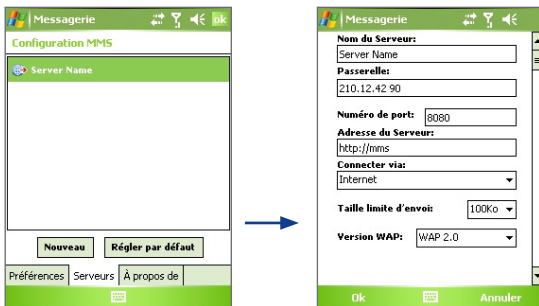 Messagerie
ok
Configuration MMS
Server Name
Nouveau
Régler par défaut
Préférences
Serveurs
À propos de
Messagerie
Nom du Serveur:
Server Name
Passerelle:
210.12.42 90
Numéro de port: 8080
Adresse du Serveur:
http://mms
Connecter via:
Internet
Taille limite d'envoi: 100Ko
Version WAP: WAP 2.0
Ok
Annuler